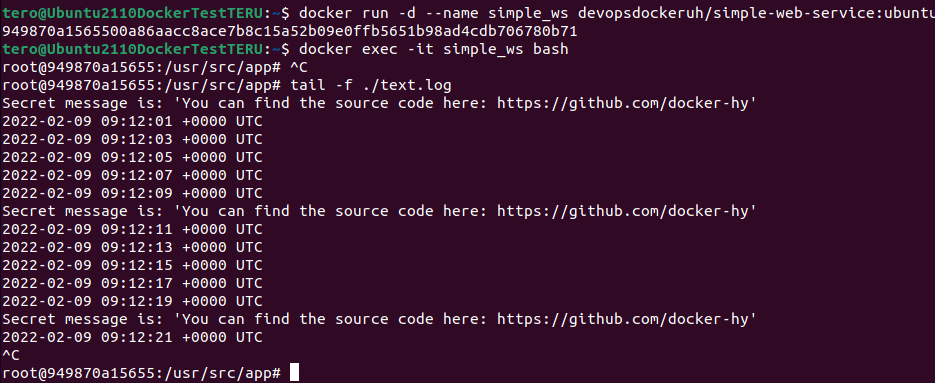 tero@Ubuntu2110DockerTestTERU:~$ docker run -d --name simple_ws devopsdockeruh/simple-web-service:ubuntu
949870a1565500a86aacc8ace7b8c15a52b09e0ffb5651b98ad4cdb706780b71
tero@Ubuntu2110DockerTestTERU:~$ docker exec -it simple_ws bash
root@949870a15655:/usr/src/app# ^C
root@949870a15655:/usr/src/app# tail -f ./text.log
Secret message is: 'You can find the source code here: https://github.com/docker-hy'
2022-02-09 09:12:01 +0000 UTC
2022-02-09 09:12:03 +0000 UTC
2022-02-09 09:12:05 +0000 UTC
2022-02-09 09:12:07 +0000 UTC
2022-02-09 09:12:09 +0000 UTC
Secret message is: 'You can find the source code here: https://github.com/docker-hy'
2022-02-09 09:12:11 +0000 UTC
2022-02-09 09:12:13 +0000 UTC
2022-02-09 09:12:15 +0000 UTC
2022-02-09 09:12:17 +0000 UTC
2022-02-09 09:12:19 +0000 UTC
Secret message is: 'You can find the source code here: https://github.com/docker-hy'
2022-02-09 09:12:21 +0000 UTC
^C
root@949870a15655:/usr/src/app#